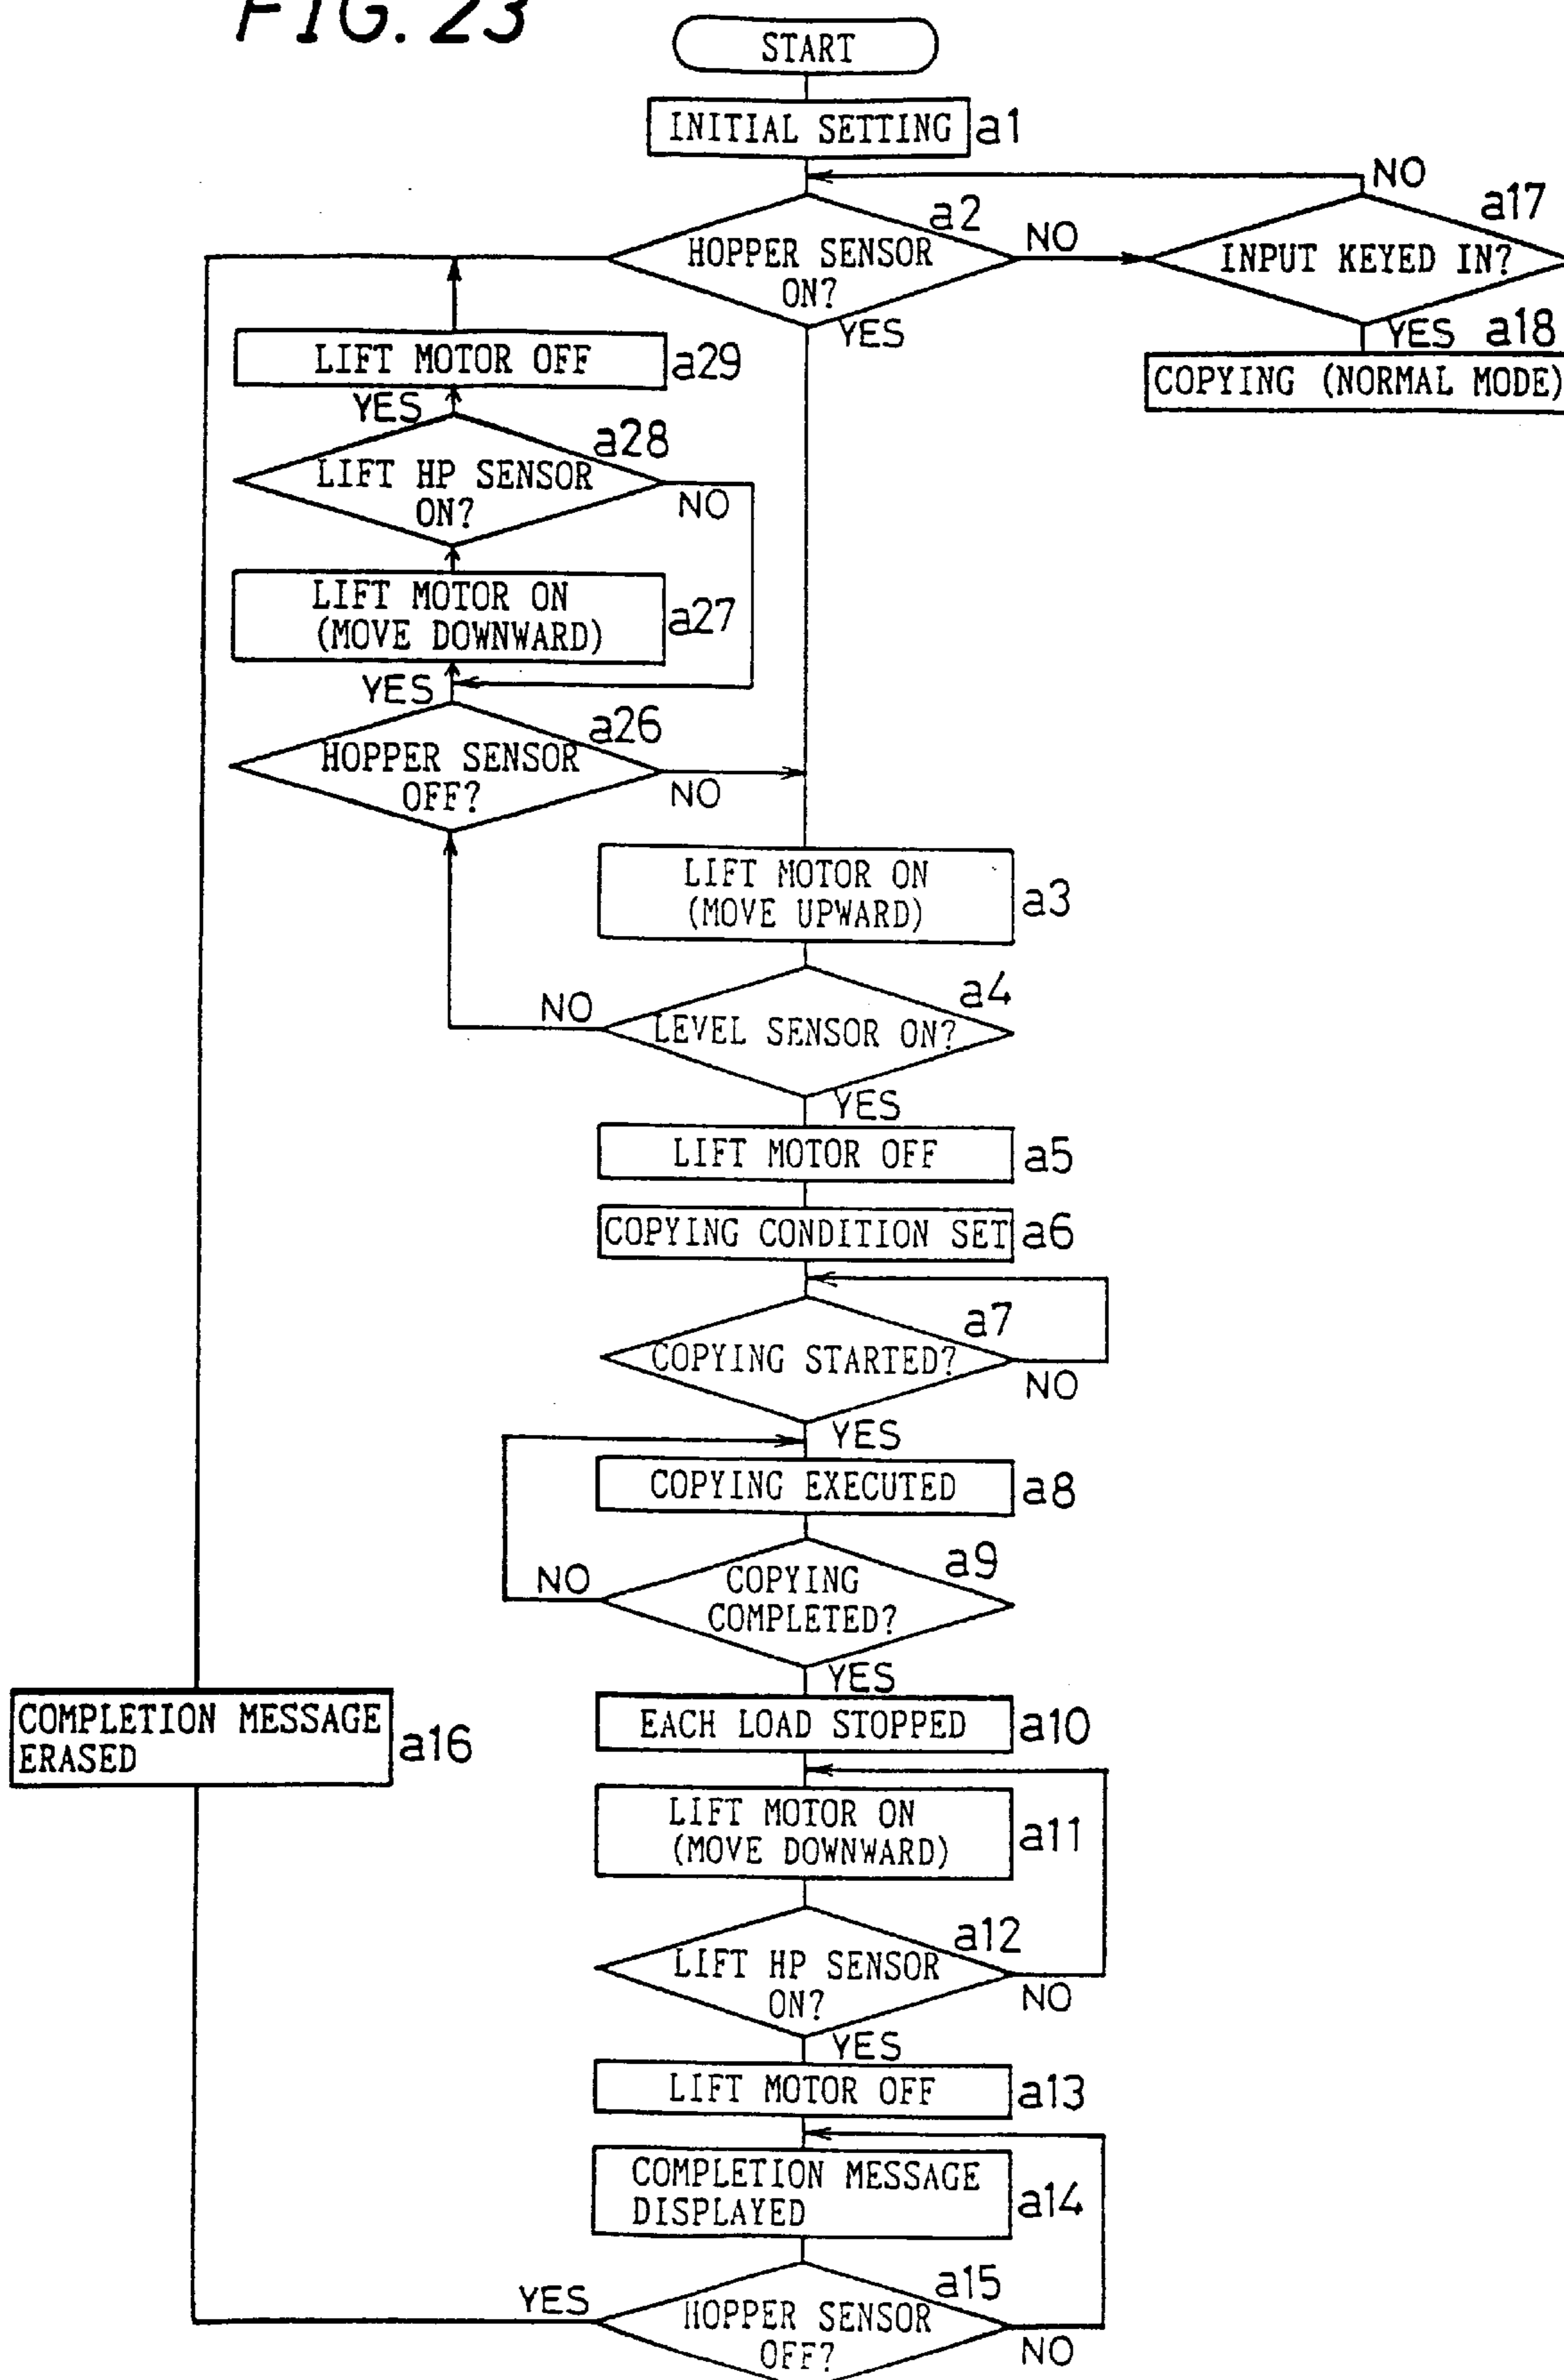 FIG. 23
START
INITIAL SETTING a1
NO
a2
HOPPER SENSOR
ON?
NO
YES
a17
INPUT KEYED IN?
YES a18
COPYING (NORMAL MODE)
LIFT MOTOR OFF a29
YES
a28
LIFT HP SENSOR
ON?
NO
LIFT MOTOR ON
(MOVE DOWNWARD)
a27
YES
a26
HOPPER SENSOR
OFF?
NO
LIFT MOTOR ON
(MOVE UPWARD)
a3
a4
NO
LEVEL SENSOR ON?
YES
LIFT MOTOR OFF a5
COPYING CONDITION SET a6
a7
COPYING STARTED?
NO
YES
COPYING EXECUTED a8
a9
NO
COPYING
COMPLETED?
YES
EACH LOAD STOPPED a10
COMPLETION MESSAGE
ERASED
a16
LIFT MOTOR ON
(MOVE DOWNWARD)
a11
a12
LIFT HP SENSOR
ON?
NO
YES
LIFT MOTOR OFF a13
COMPLETION MESSAGE
DISPLAYED
a14
a15
YES
HOPPER SENSOR
OFF?
NO